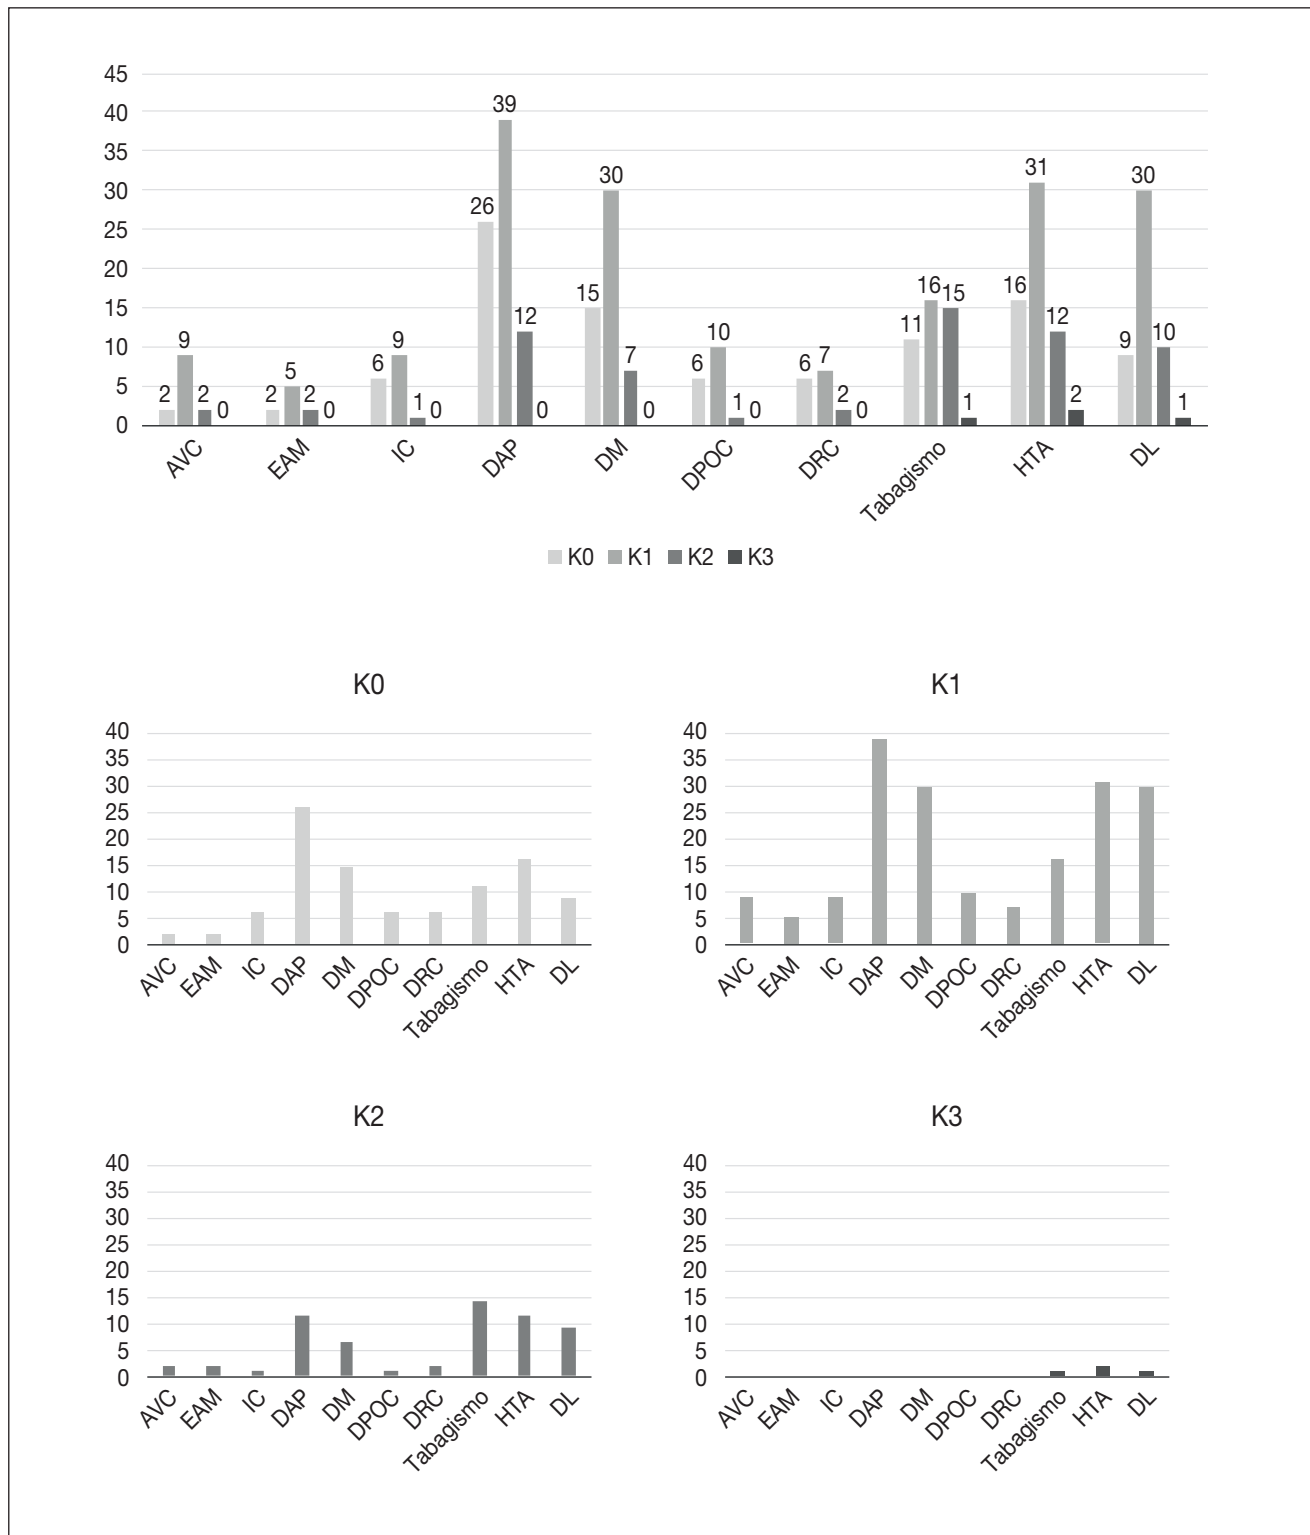 45
40
35
30
25
20
15
10
5
0
2 9 2 0
2 5 2 0
6 9 1 0
26 39 12 0
15 30 7 0
6 10 1 0
6 7 2 0
11 16 15 1
16 31 12 2
9 30 10 1
AVC EAM IC DAP DM DPOC DRC Tabagismo HTA DL
K0 K1 K2 K3
K0
40
35
30
25
20
15
10
5
0
AVC EAM IC DAP DM DPOC DRC Tabagismo HTA DL
K1
40
35
30
25
20
15
10
5
0
AVC EAM IC DAP DM DPOC DRC Tabagismo HTA DL
K2
40
35
30
25
20
15
10
5
0
AVC EAM IC DAP DM DPOC DRC Tabagismo HTA DL
K3
40
35
30
25
20
15
10
5
0
AVC EAM IC DAP DM DPOC DRC Tabagismo HTA DL